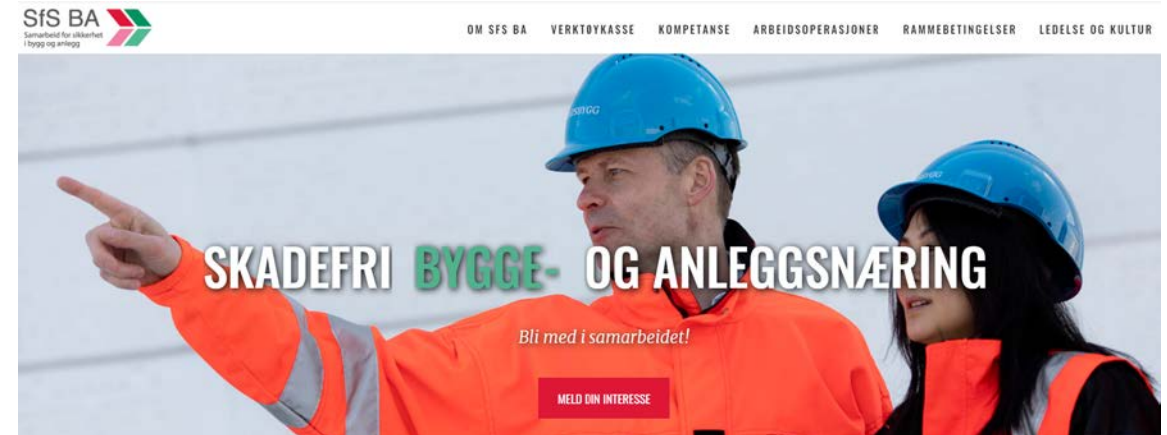 SfS BA
Samarbeid for sikkerhet
i bygg og anlegg
OM SFS BA VERKTØYKASSE KOMPETANSE ARBEIDSOPERASJONER RAMMEBETINGELSER LEDELSE OG KULTUR
SKADEFRI BYGGE- OG ANLEGGSNÆRING
Bli med i samarbeidet!
MELD DIN INTERESSE